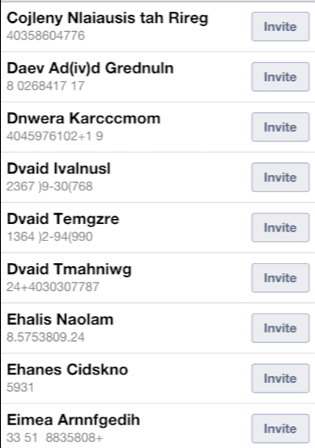 Cojleny Nlaiausis tah Rireg
Invite
40358604776
Daev Ad(iv)d Grednuln
Invite
8 0268417 17
Dnwera Karcccmom
Invite
4045976102+1 9
Dvaid Ivalnusl
Invite
2367 )9-30(768
Dvaid Temgzre
Invite
1364 )2-94(990
Dvaid Tmahniwg
Invite
24+4030307787
Ehalis Naolam
Invite
8.5753809.24
Ehanes Cidskno
Invite
5931
Eimea Arnnfgedih
Invite
33 51  8835808+